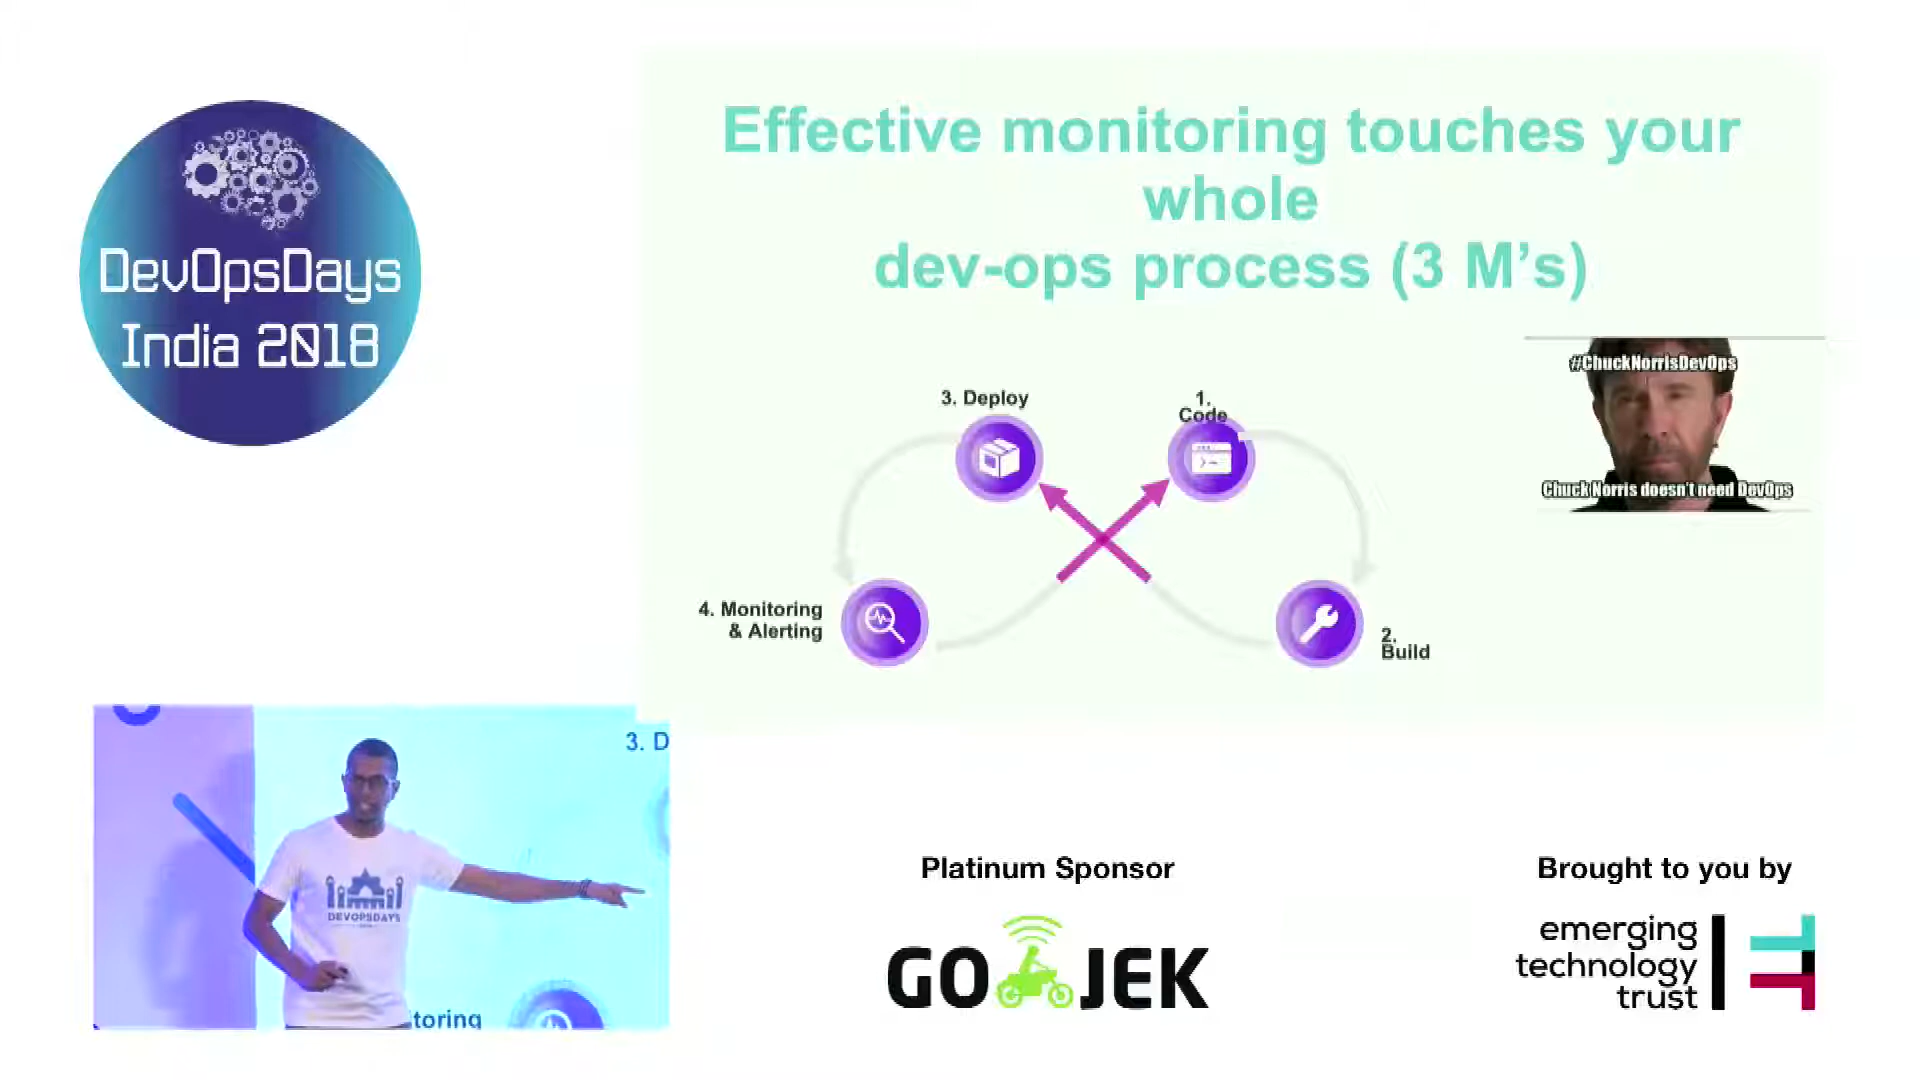 DevOpsDays
India 2018
Effective monitoring touches your
whole
dev-ops process (3 M's)
#ChuckNorrisDevOps
Chuck Norris doesn't need DevOps
3. Deploy
1.
Code
4. Monitoring
& Alerting
2.
Build
3. D
DEVOPSDAYS
toring
Platinum Sponsor
GO JEK
Brought to you by
emerging
technology
trust